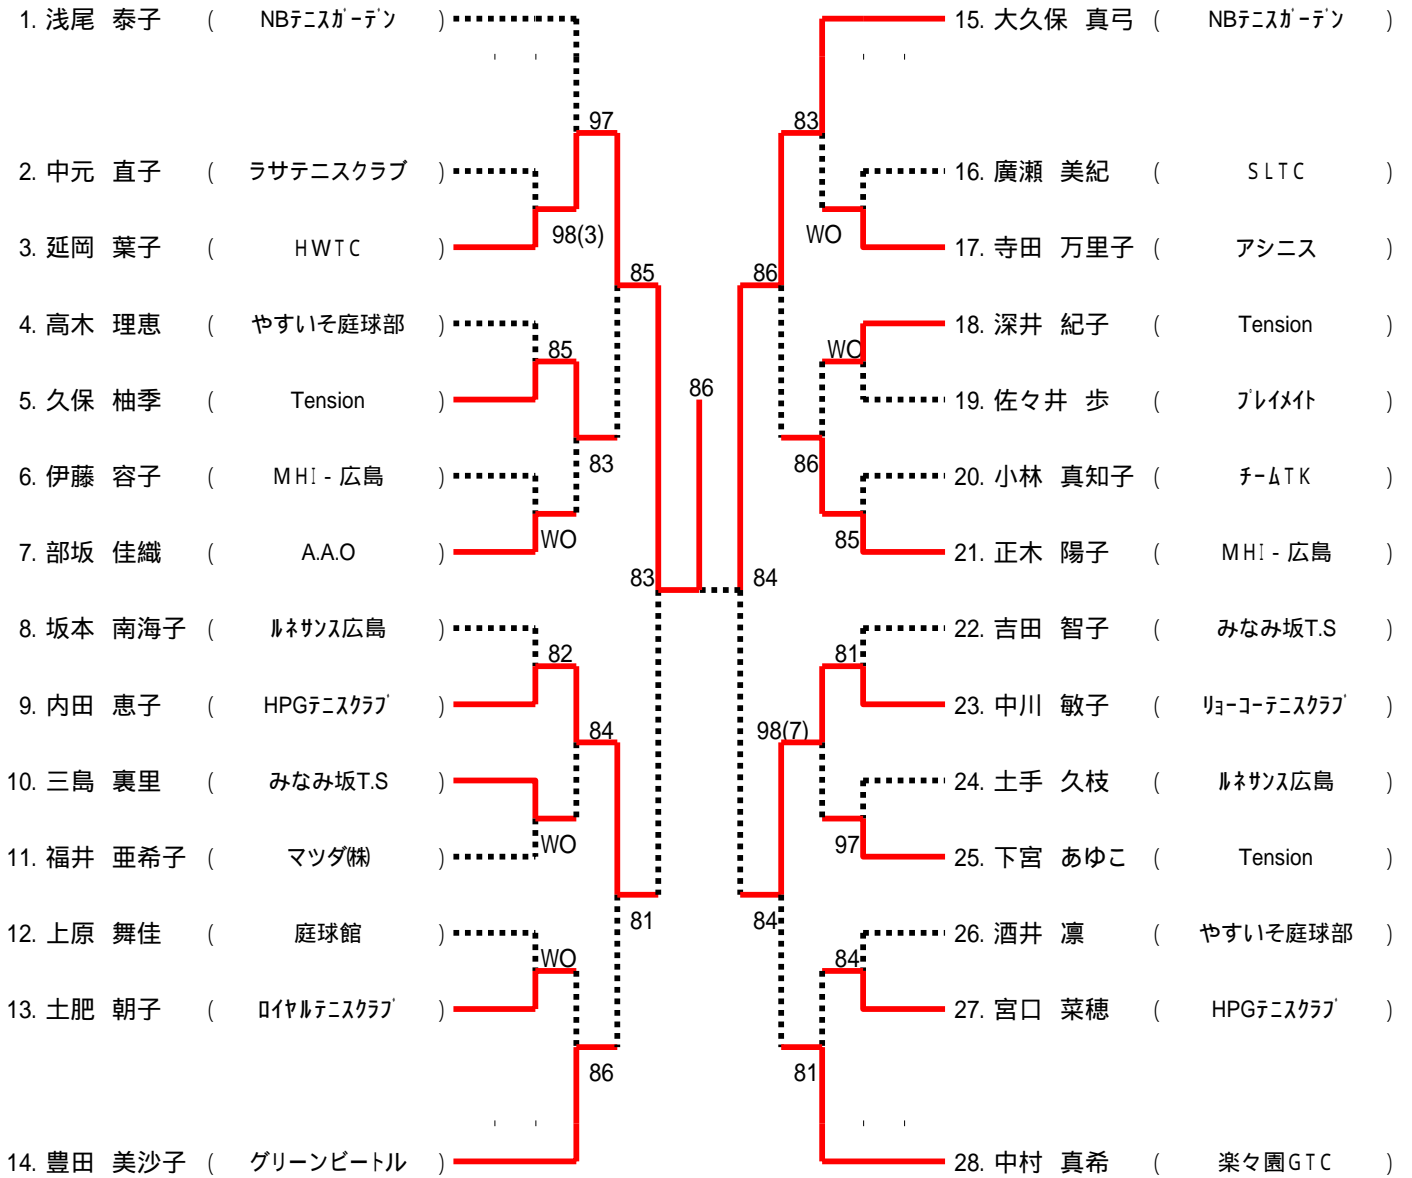 1. 浅尾 泰子 ( NBﾃﾆｽｶﾞｰﾃﾞﾝ )
15. 大久保 真弓 ( NBﾃﾆｽｶﾞｰﾃﾞﾝ )
97
83
2. 中元 直子 ( ラサテニスクラブ )
16. 廣瀬 美紀 ( SLTC )
98(3)
WO
3. 延岡 葉子 ( HWTC )
17. 寺田 万里子 ( アシニス )
85
86
4. 高木 理恵 ( やすいそ庭球部 )
18. 深井 紀子 ( Tension )
85
WO
86
5. 久保 柚季 ( Tension )
19. 佐々井 歩 ( ﾌﾟﾚｲﾒｲﾄ )
83
86
6. 伊藤 容子 ( MHI - 広島 )
20. 小林 真知子 ( ﾁｰﾑTK )
WO
85
7. 部坂 佳織 ( A.A.O )
21. 正木 陽子 ( MHI - 広島 )
83
84
8. 坂本 南海子 ( ﾙﾈｻﾝｽ広島 )
22. 吉田 智子 ( みなみ坂T.S )
82
81
9. 内田 恵子 ( HPGﾃﾆｽｸﾗﾌﾞ )
23. 中川 敏子 ( ﾘｮｰｺｰﾃﾆｽｸﾗﾌﾞ )
84
98(7)
10. 三島 裏里 ( みなみ坂T.S )
24. 土手 久枝 ( ﾙﾈｻﾝｽ広島 )
WO
97
11. 福井 亜希子 ( マツダ㈱ )
25. 下宮 あゆこ ( Tension )
81
84
12. 上原 舞佳 ( 庭球館 )
26. 酒井 凛 ( やすいそ庭球部 )
WO
84
13. 土肥 朝子 ( ﾛｲﾔﾙﾃﾆｽｸﾗﾌﾞ )
27. 宮口 菜穂 ( HPGﾃﾆｽｸﾗﾌﾞ )
86
81
14. 豊田 美沙子 ( グリーンビートル )
28. 中村 真希 ( 楽々園GTC )